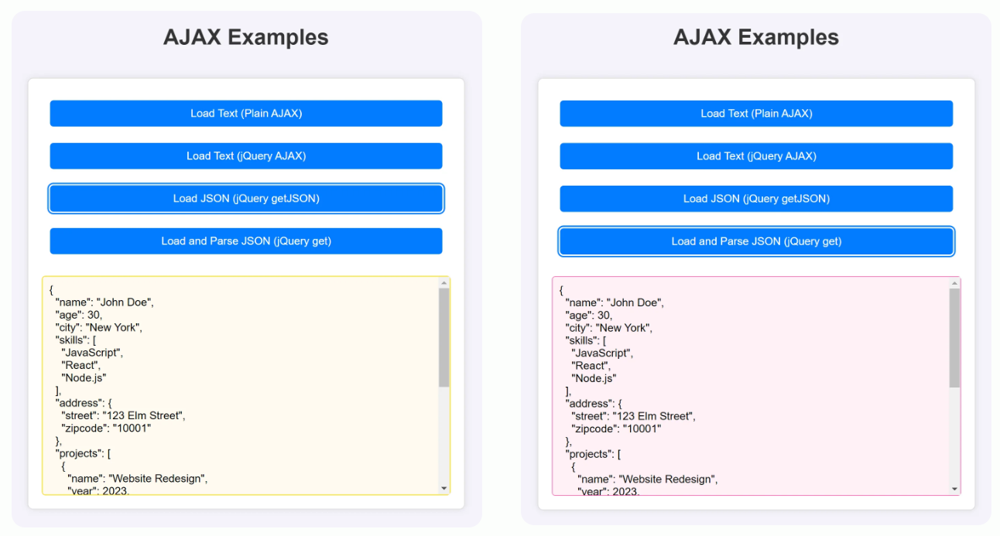 AJAX Examples
Load Text (Plain AJAX)
Load Text (jQuery AJAX)
Load JSON (jQuery getJSON)
Load and Parse JSON (jQuery get)
{
"name": "John Doe",
"age": 30,
"city": "New York",
"skills": [
"JavaScript",
"React",
"Node.js"
],
"address": {
"street": "123 Elm Street",
"zipcode": "10001"
},
"projects": [
{
"name": "Website Redesign",
"year": 2023,
AJAX Examples
Load Text (Plain AJAX)
Load Text (jQuery AJAX)
Load JSON (jQuery getJSON)
Load and Parse JSON (jQuery get)
{
"name": "John Doe",
"age": 30,
"city": "New York",
"skills": [
"JavaScript",
"React",
"Node.js"
],
"address": {
"street": "123 Elm Street",
"zipcode": "10001"
},
"projects": [
{
"name": "Website Redesign",
"year": 2023,